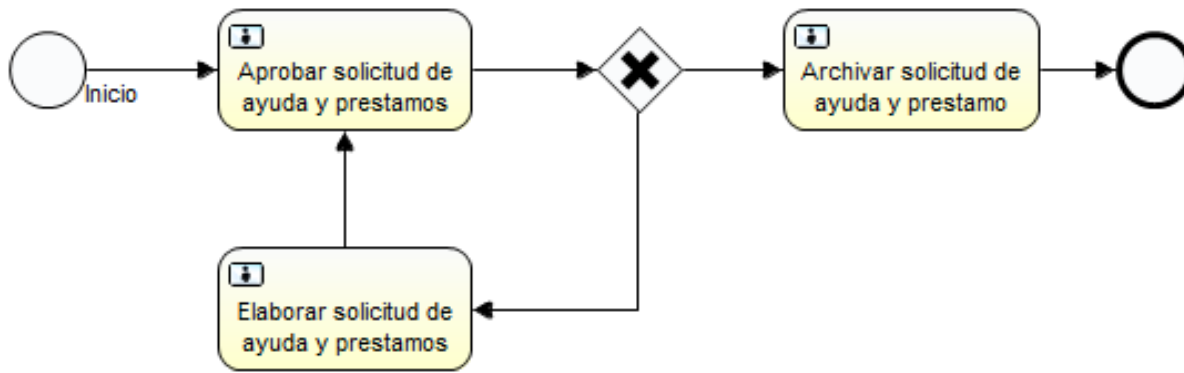 Inicio
Aprobar solicitud de
ayuda y prestamos
Archivar solicitud de
ayuda y prestamo
Elaborar solicitud de
ayuda y prestamos